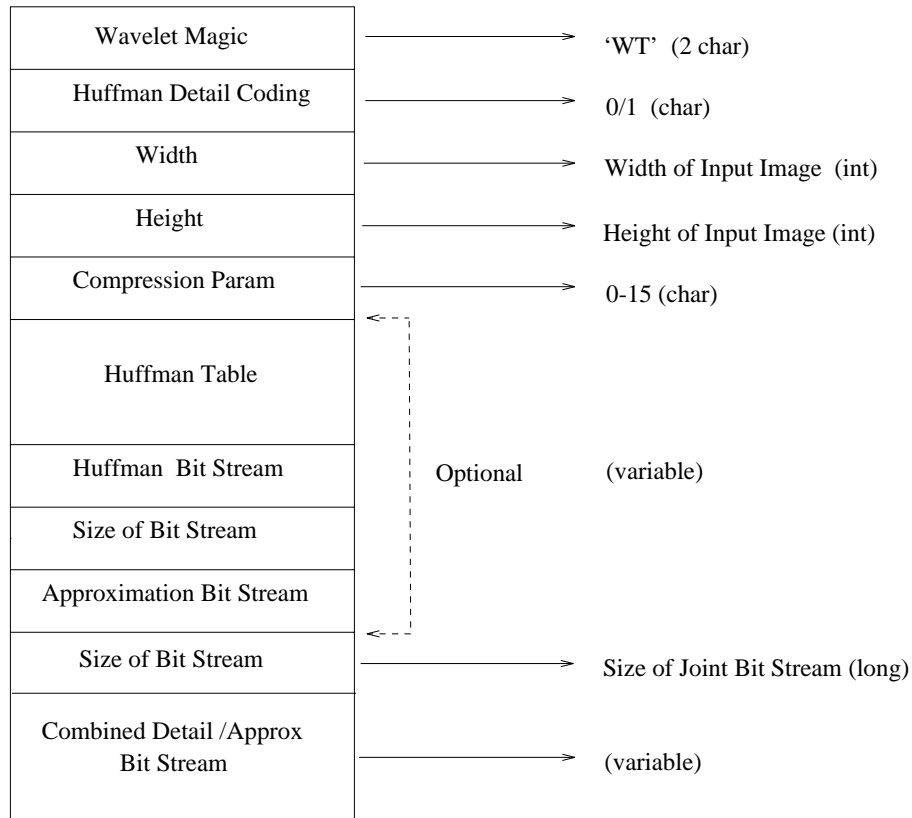 Wavelet Magic
‘WT’ (2 char)
Huffman Detail Coding
0/1 (char)
Width
Width of Input Image (int)
Height
Height of Input Image (int)
Compression Param
0-15 (char)
Huffman Table
Huffman Bit Stream
Optional
(variable)
Size of Bit Stream
Approximation Bit Stream
Size of Bit Stream
Size of Joint Bit Stream (long)
Combined Detail /Approx
Bit Stream
(variable)